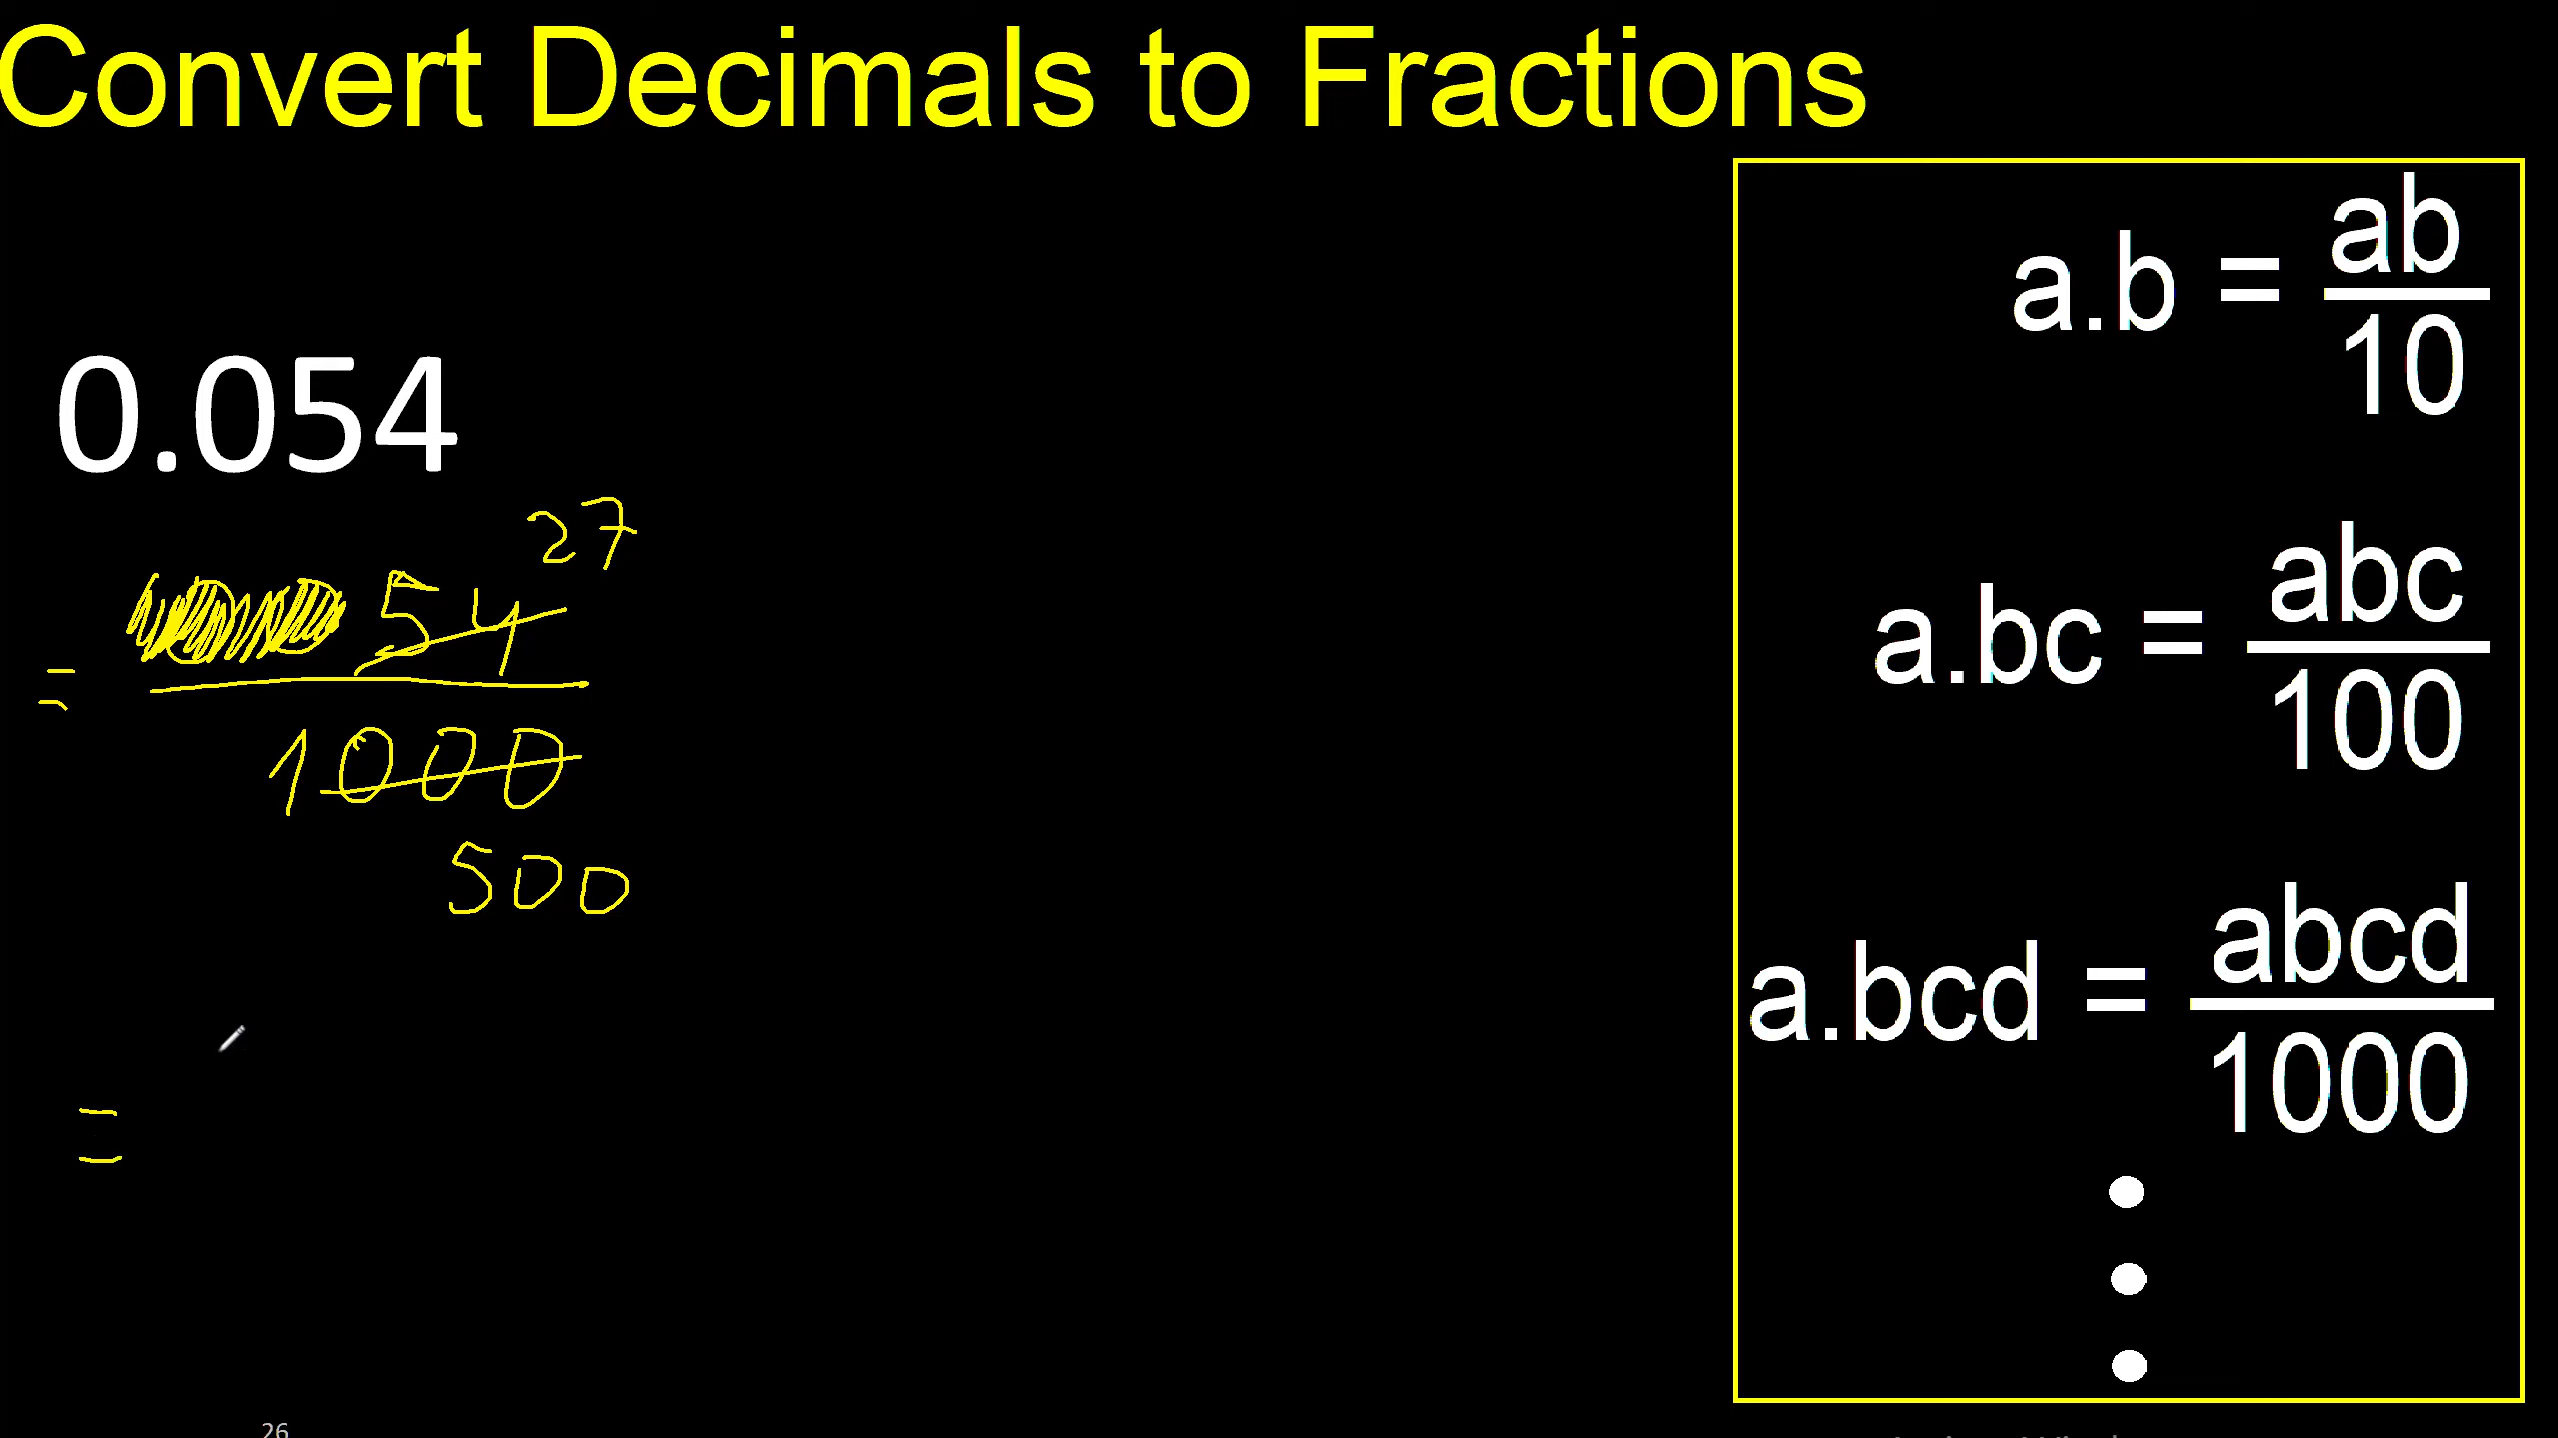 Convert Decimals to Fractions
0.054
27
= 54
1000
500
=
a.b = ab
10
a.bc = abc
100
a.bcd = abcd
1000
26